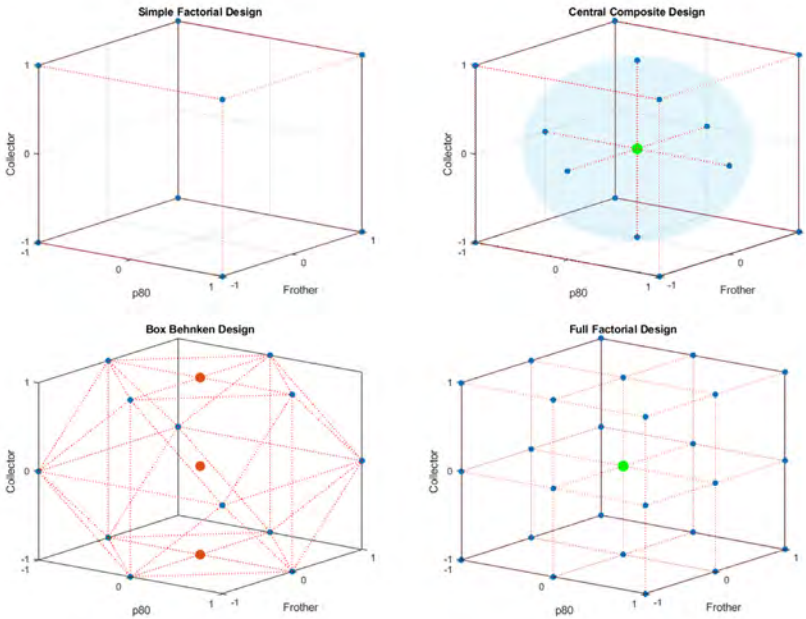 Simple Factorial Design
Central Composite Design
1
0
-1
-1
0
1
-1
0
1
Collector
p80
Frother
1
0
-1
-1
0
1
-1
0
1
Collector
p80
Frother
Box Behnken Design
Full Factorial Design
1
0
-1
-1
0
1
-1
0
1
Collector
p80
Frother
1
0
-1
-1
0
1
-1
0
1
Collector
p80
Frother